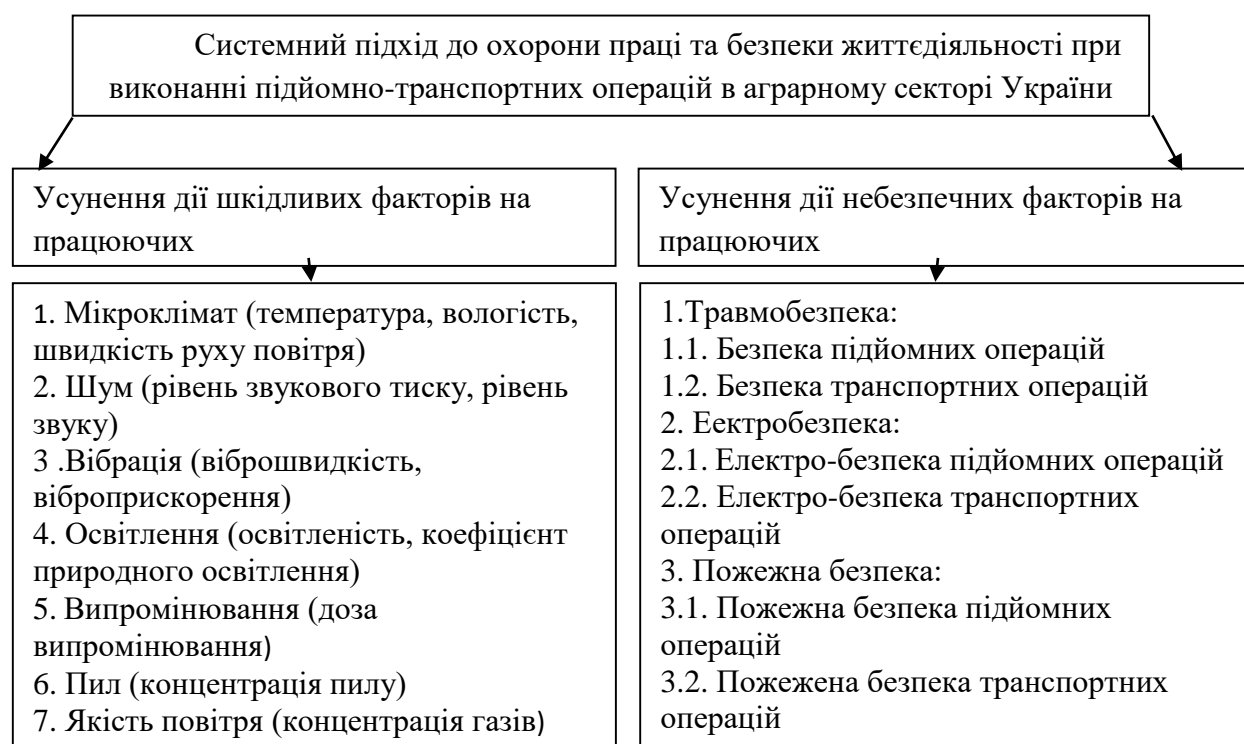 Системний підхід до охорони праці та безпеки життєдіяльності при
виконанні підйомно-транспортних операцій в аграрному секторі України
Усунення дії шкідливих факторів на
працюючих
1. Мікроклімат (температура, вологість,
швидкість руху повітря)
2. Шум (рівень звукового тиску, рівень
звуку)
3 .Вібрація (віброшвидкість,
віброприскорення)
4. Освітлення (освітленість, коефіцієнт
природного освітлення)
5. Випромінювання (доза
випромінювання)
6. Пил (концентрація пилу)
7. Якість повітря (концентрація газів)
Усунення дії небезпечних факторів на
працюючих
1.Травмобезпека:
1.1. Безпека підйомних операцій
1.2. Безпека транспортних операцій
2. Еектробезпека:
2.1. Електро-безпека підйомних операцій
2.2. Електро-безпека транспортних
операцій
3. Пожежна безпека:
3.1. Пожежна безпека підйомних
операцій
3.2. Пожежена безпека транспортних
операцій